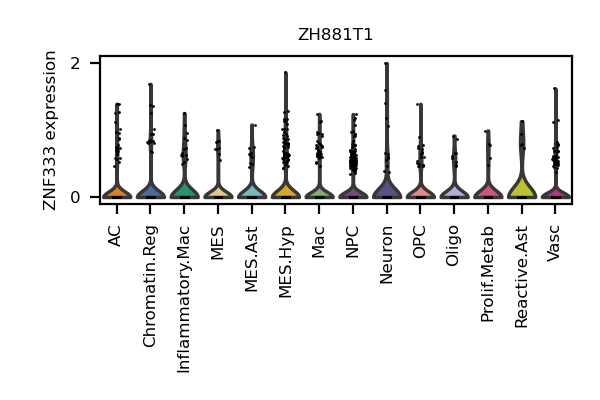 ZH881T1
ZNF333 expression
2
0
AC
Chromatin.Reg
Inflammatory.Mac
MES
MES.Ast
MES.Hyp
Mac
NPC
Neuron
OPC
Oligo
Prolif.Metab
Reactive.Ast
Vasc